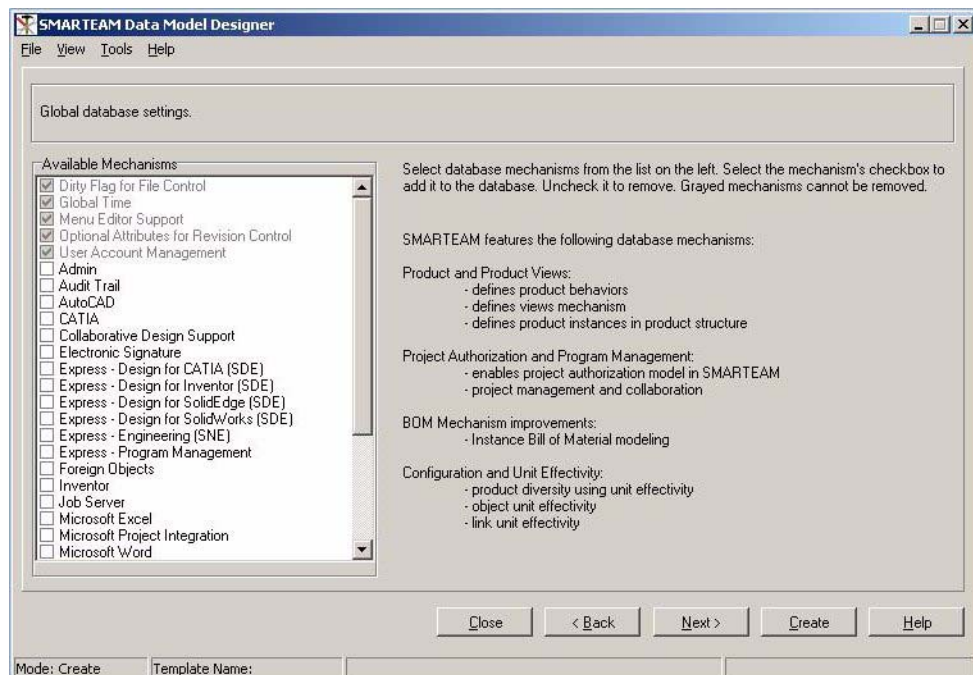 SMARTEAM Data Model Designer
File View Tools Help
Global database settings.
Available Mechanisms
Dirty Flag for File Control
Global Time
Menu Editor Support
Optional Attributes for Revision Control
User Account Management
Admin
Audit Trail
AutoCAD
CATIA
Collaborative Design Support
Electronic Signature
Express - Design for CATIA (SDE)
Express - Design for Inventor (SDE)
Express - Design for SolidEdge (SDE)
Express - Design for SolidWorks (SDE)
Express - Engineering (SNE)
Express - Program Management
Foreign Objects
Inventor
Job Server
Microsoft Excel
Microsoft Project Integration
Microsoft Word
Select database mechanisms from the list on the left. Select the mechanism's checkbox to
add it to the database. Uncheck it to remove. Grayed mechanisms cannot be removed.
SMARTEAM features the following database mechanisms:
Product and Product Views:
- defines product behaviors
- defines views mechanism
- defines product instances in product structure
Project Authorization and Program Management:
- enables project authorization model in SMARTEAM
- project management and collaboration
BOM Mechanism improvements:
- Instance Bill of Material modeling
Configuration and Unit Effectivity:
- product diversity using unit effectivity
- object unit effectivity
- link unit effectivity
Close < Back Next > Create Help
Mode: Create Template Name: